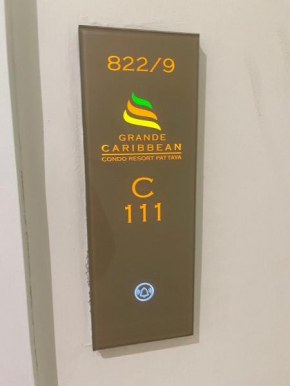 822/9
GRANDE
CARIBBEAN
CONDO RESORT PATTAYA
C
111